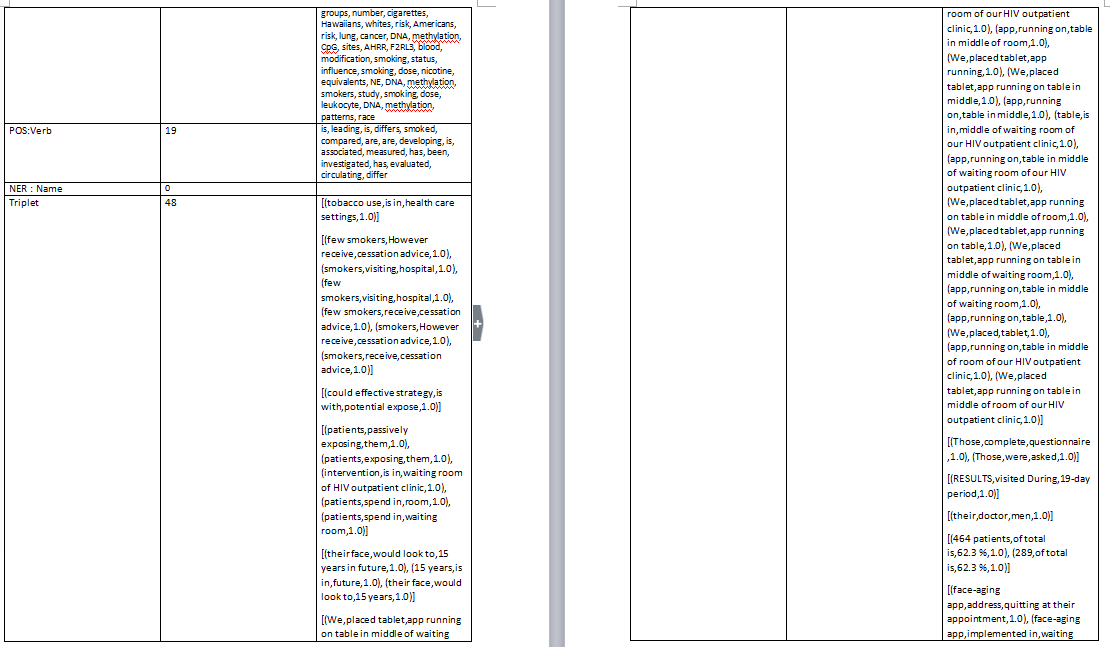 groups, number, cigarettes,
Hawaiians, whites, risk, Americans,
risk, lung, cancer, DNA, methylation,
CpG, sites, AHRR, F2RL3, blood,
modification, smoking, status,
influence, smoking, dose, nicotine,
equivalents, NE, DNA, methylation,
smokers, study, smoking, dose,
leukocyte, DNA, methylation,
patterns, race
POS:Verb
19
is, leading, is, differs, smoked,
compared, are, are, developing, is,
associated, measured, has, been,
investigated, has, evaluated,
circulating, differ
NER : Name
0
Triplet
48
[(tobacco use,is in,health care
settings,1.0)]
[(few smokers,However
receive,cessation advice,1.0),
(smokers,visiting,hospital,1.0),
(few
smokers,visiting,hospital,1.0),
(few smokers,receive,cessation
advice,1.0), (smokers,However
receive,cessation advice,1.0),
(smokers,receive,cessation
advice,1.0)]
[(could effective strategy,is
with,potential expose,1.0)]
[(patients,passively
exposing,them,1.0),
(patients,exposing,them,1.0),
(intervention,is in,waiting room
of HIV outpatient clinic,1.0),
(patients,spend in,room,1.0),
(patients,spend in,waiting
room,1.0)]
[(their face,would look to,15
years in future,1.0), (15 years,is
in,future,1.0), (their face,would
look to,15 years,1.0)]
[(We,placed tablet,app running
on table in middle of waiting
room of our HIV outpatient
clinic,1.0), (app,running on,table
in middle of room,1.0),
(We,placed tablet,app
running,1.0), (We,placed
tablet,app running on table in
middle,1.0), (app,running
on,table in middle,1.0), (table,is
in,middle of waiting room of
our HIV outpatient clinic,1.0),
(app,running on,table in middle
of waiting room of our HIV
outpatient clinic,1.0),
(We,placed tablet,app running
on table in middle of room,1.0),
(We,placed tablet,app running
on table,1.0), (We,placed
tablet,app running on table in
middle of waiting room,1.0),
(app,running on,table in middle
of waiting room,1.0),
(app,running on,table,1.0),
(We,placed,tablet,1.0),
(app,running on,table in middle
of room of our HIV outpatient
clinic,1.0), (We,placed
tablet,app running on table in
middle of room of our HIV
outpatient clinic,1.0)]
[(Those,complete,questionnaire
,1.0), (Those,were,asked,1.0)]
[(RESULTS,visited During,19-day
period,1.0)]
[(their,doctor,men,1.0)]
[(464 patients,of total
is,62.3 %,1.0), (289,of total
is,62.3 %,1.0)]
[(face-aging
app,address,quitting at their
appointment,1.0), (face-aging
app,implemented in,waiting